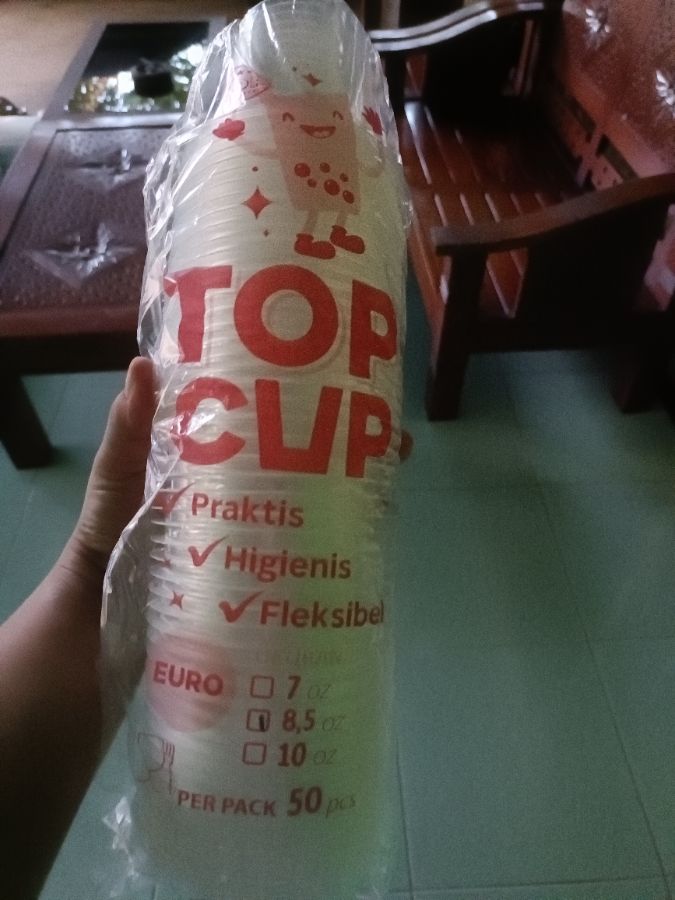 TOP
CUP
Praktis
Higienis
Fleksibel
EURO
7 oz
8,5 oz
10 oz
PER PACK 50 pcs